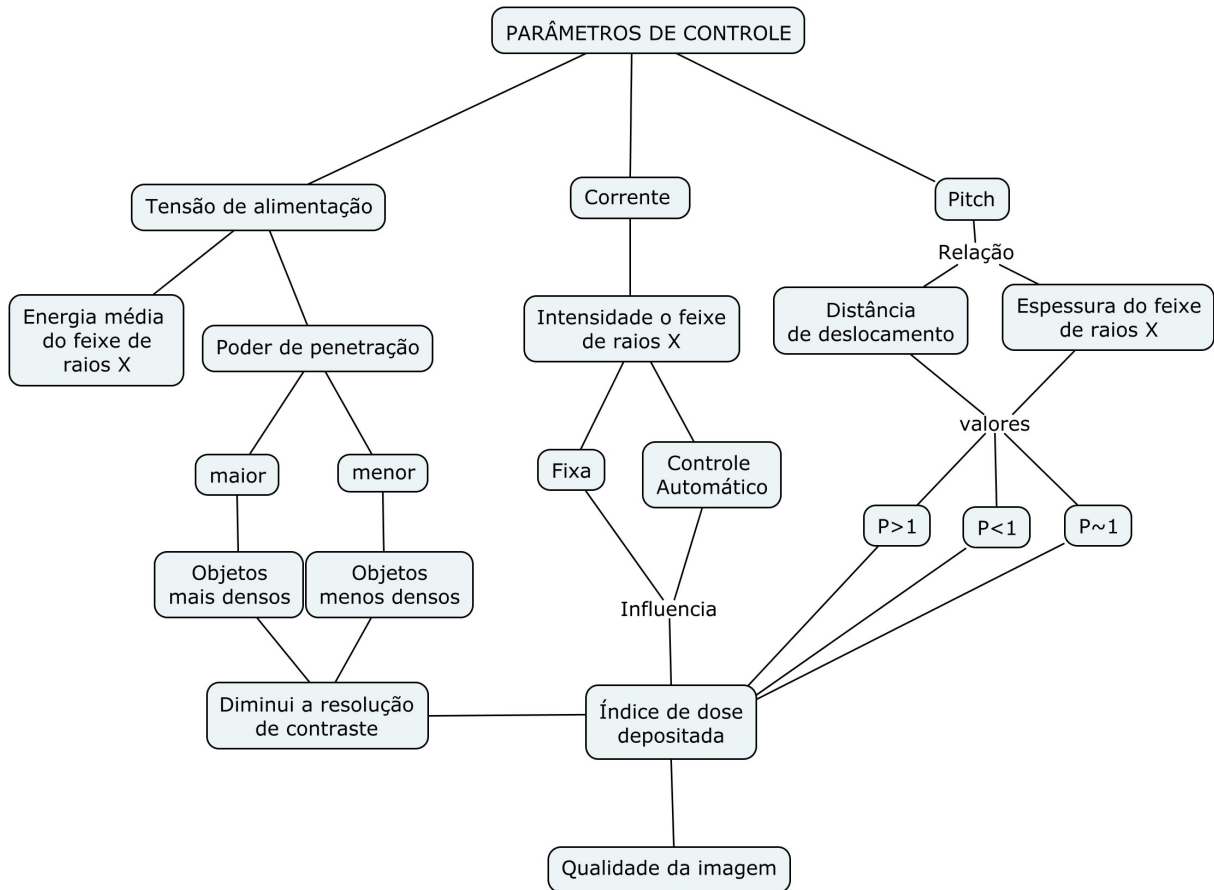 PARÂMETROS DE CONTROLE
Tensão de alimentação
Corrente
Pitch
Relação
Energia média
do feixe de
raios X
Poder de penetração
Intensidade o feixe
de raios X
Distância
de deslocamento
Espessura do feixe
de raios X
valores
maior
menor
Fixa
Controle
Automático
P>1
P<1
P~1
Objetos
mais densos
Objetos
menos densos
Influencia
Diminui a resolução
de contraste
Índice de dose
depositada
Qualidade da imagem